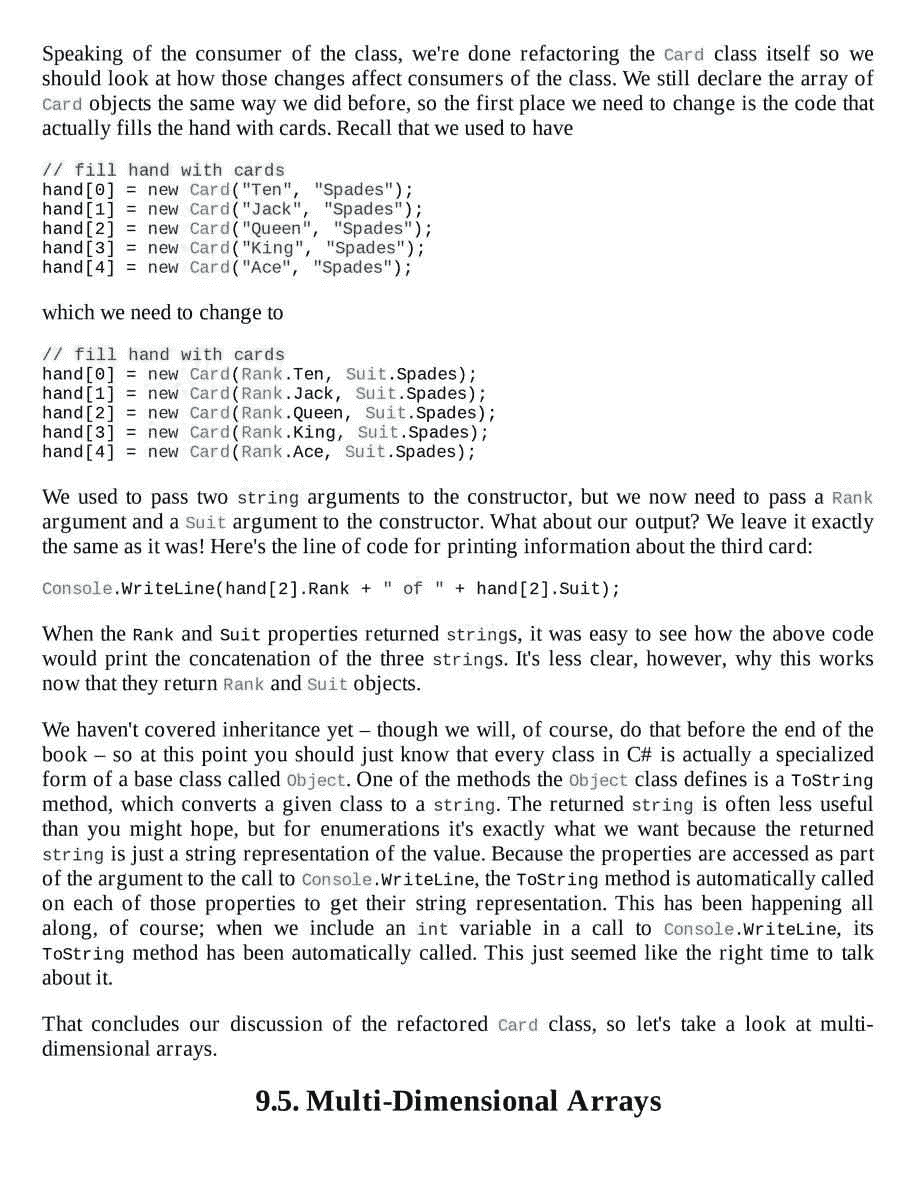 Speaking of the consumer of the class, we're done refactoring the Card class itself so we
should look at how those changes affect consumers of the class. We still declare the array of
Card objects the same way we did before, so the first place we need to change is the code that
actually fills the hand with cards. Recall that we used to have
// fill hand with cards
hand[0] = new Card("Ten", "Spades");
hand[1] = new Card("Jack", "Spades");
hand[2] = new Card("Queen", "Spades");
hand[3] = new Card("King", "Spades");
hand[4] = new Card("Ace", "Spades");
which we need to change to
// fill hand with cards
hand[0] = new Card(Rank.Ten, Suit.Spades);
hand[1] = new Card(Rank.Jack, Suit.Spades);
hand[2] = new Card(Rank.Queen, Suit.Spades);
hand[3] = new Card(Rank.King, Suit.Spades);
hand[4] = new Card(Rank.Ace, Suit.Spades);
We used to pass two string arguments to the constructor, but we now need to pass a Rank
argument and a Suit argument to the constructor. What about our output? We leave it exactly
the same as it was! Here's the line of code for printing information about the third card:
Console.WriteLine(hand[2].Rank + " of " + hand[2].Suit);
When the Rank and Suit properties returned strings, it was easy to see how the above code
would print the concatenation of the three strings. It's less clear, however, why this works
now that they return Rank and Suit objects.
We haven't covered inheritance yet – though we will, of course, do that before the end of the
book – so at this point you should just know that every class in C# is actually a specialized
form of a base class called Object. One of the methods the Object class defines is a ToString
method, which converts a given class to a string. The returned string is often less useful
than you might hope, but for enumerations it's exactly what we want because the returned
string is just a string representation of the value. Because the properties are accessed as part
of the argument to the call to Console.WriteLine, the ToString method is automatically called
on each of those properties to get their string representation. This has been happening all
along, of course; when we include an int variable in a call to Console.WriteLine, its
ToString method has been automatically called. This just seemed like the right time to talk
about it.
That concludes our discussion of the refactored Card class, so let's take a look at multi-
dimensional arrays.
9.5. Multi-Dimensional Arrays